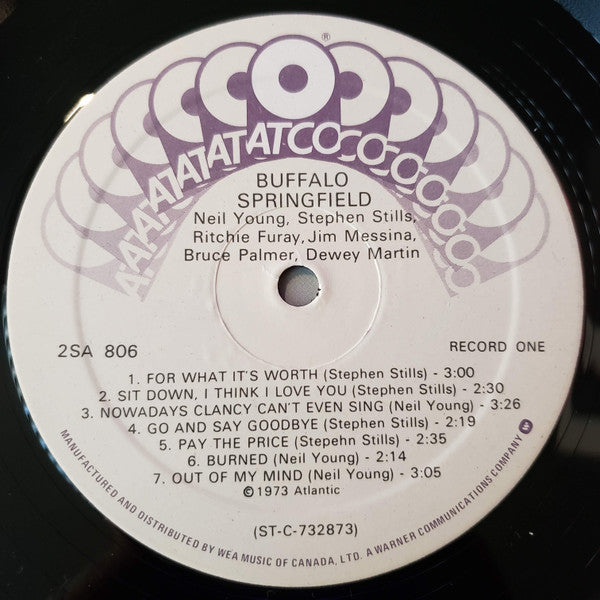 ATCO
®
BUFFALO
SPRINGFIELD
Neil Young, Stephen Stills,
Ritchie Furay, Jim Messina,
Bruce Palmer, Dewey Martin
2SA 806
RECORD ONE
1. FOR WHAT IT'S WORTH (Stephen Stills) - 3:00
2. SIT DOWN, I THINK I LOVE YOU (Stephen Stills) - 2:30
3. NOWADAYS CLANCY CAN'T EVEN SING (Neil Young) - 3:26
4. GO AND SAY GOODBYE (Stephen Stills) - 2:19
5. PAY THE PRICE (Stepehn Stills) - 2:35
6. BURNED (Neil Young) - 2:14
7. OUT OF MY MIND (Neil Young) - 3:05
©1973 Atlantic
(ST-C-732873)
MANUFACTURED AND DISTRIBUTED BY WEA MUSIC OF CANADA, LTD. A WARNER COMMUNICATIONS COMPANY